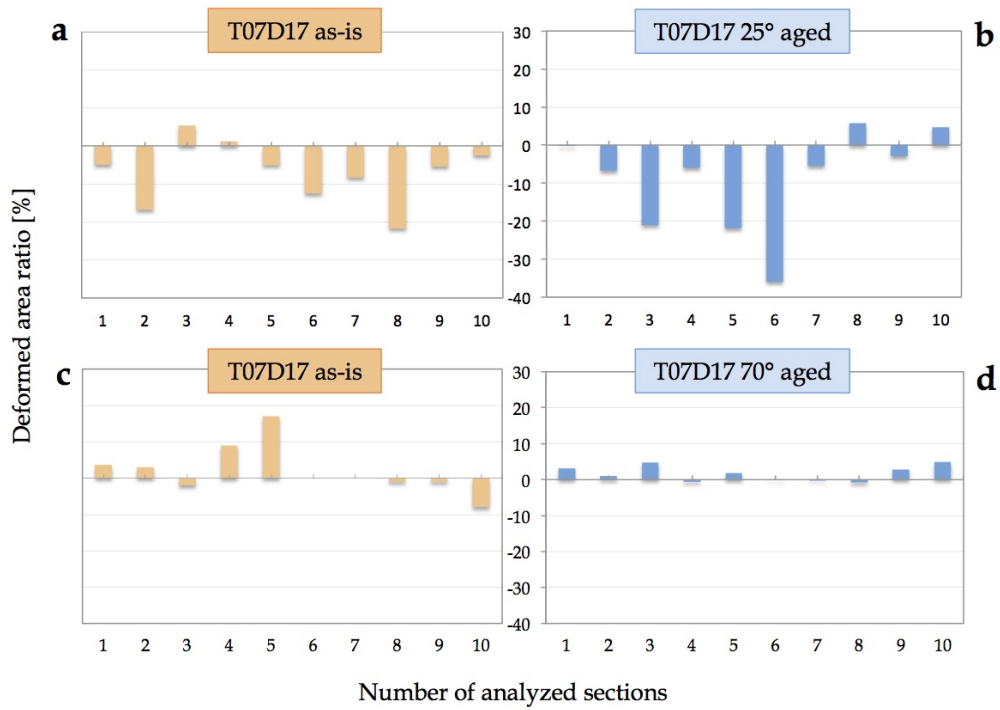 a
T07D17 as-is
1 2 3 4 5 6 7 8 9 10
T07D17 25° aged
b
30
20
10
0
-10
-20
-30
-40
1 2 3 4 5 6 7 8 9 10
Deformed area ratio [%]
c
T07D17 as-is
1 2 3 4 5 6 7 8 9 10
T07D17 70° aged
d
30
20
10
0
-10
-20
-30
-40
1 2 3 4 5 6 7 8 9 10
Number of analyzed sections